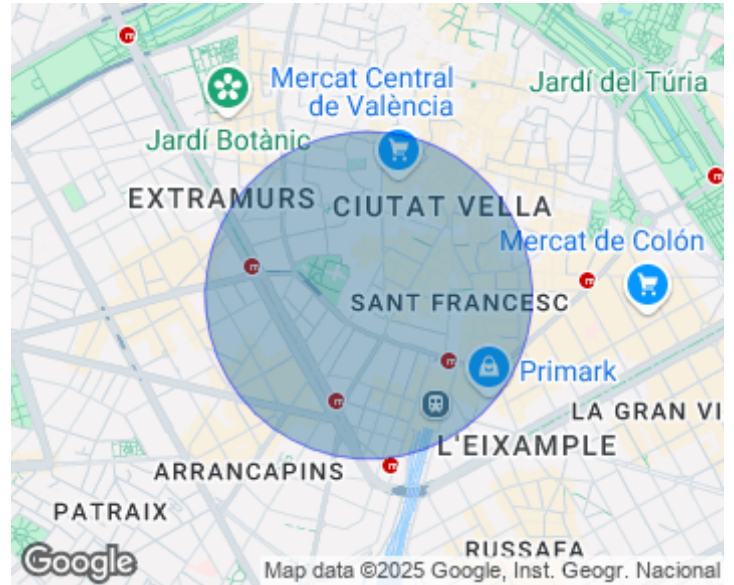 Mercat Central
de València
Jardí del Túria
Jardí Botànic
EXTRAMURS
CIUTAT VELLA
Mercat de Colón
SANT FRANCESC
Primark
LA GRAN VI
L'EIXAMPLE
ARRANCAPINS
PATRAIX
RUSSAFA
Google
Map data ©2025 Google, Inst. Geogr. Nacional